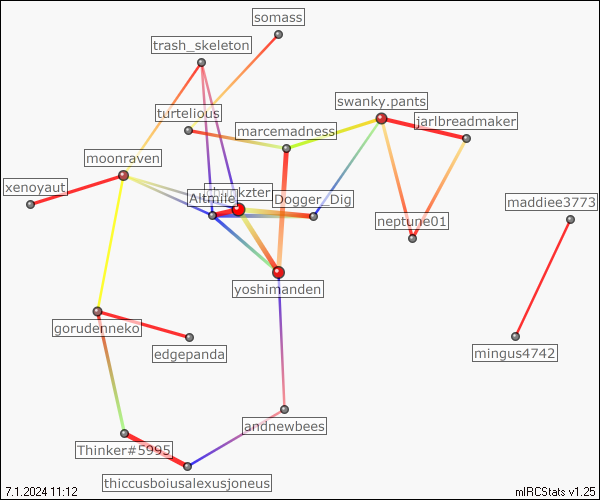 somass
trash_skeleton
swanky.pants
turtelious
jarlbreadmaker
marcemadness
moonraven
xenoyaut
Altmile
kzter
Dogger_Dig
maddiee3773
neptune01
yoshimanden
gorudenneko
edgepanda
mingus4742
andnewbees
Thinker#5995
thiccusboiusalexusjoneus
7.1.2024 11:12
mIRCStats v1.25